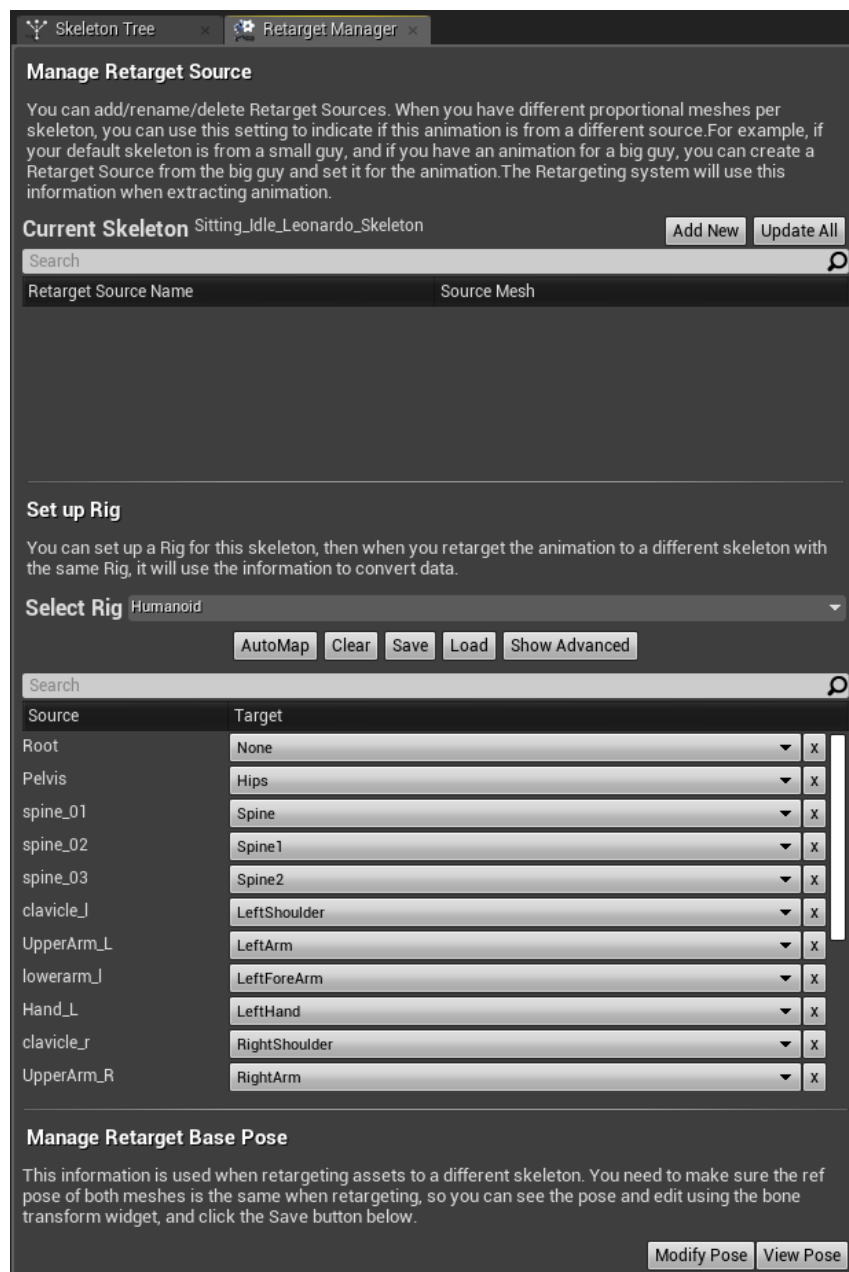 Skeleton Tree × Retarget Manager ×
Manage Retarget Source
You can add/rename/delete Retarget Sources. When you have different proportional meshes per
skeleton, you can use this setting to indicate if this animation is from a different source.For example, if
your default skeleton is from a small guy, and if you have an animation for a big guy, you can create a
Retarget Source from the big guy and set it for the animation.The Retargeting system will use this
information when extracting animation.
Current Skeleton Sitting_Idle_Leonardo_Skeleton Add New Update All
Search
Retarget Source Name Source Mesh
Set up Rig
You can set up a Rig for this skeleton, then when you retarget the animation to a different skeleton with
the same Rig, it will use the information to convert data.
Select Rig Humanoid
AutoMap Clear Save Load Show Advanced
Search
Source Target
Root None x
Pelvis Hips x
spine_01 Spine x
spine_02 Spine1 x
spine_03 Spine2 x
clavicle_l LeftShoulder x
UpperArm_L LeftArm x
lowerarm_l LeftForeArm x
Hand_L LeftHand x
clavicle_r RightShoulder x
UpperArm_R RightArm x
Manage Retarget Base Pose
This information is used when retargeting assets to a different skeleton. You need to make sure the ref
pose of both meshes is the same when retargeting, so you can see the pose and edit using the bone
transform widget, and click the Save button below.
Modify Pose View Pose